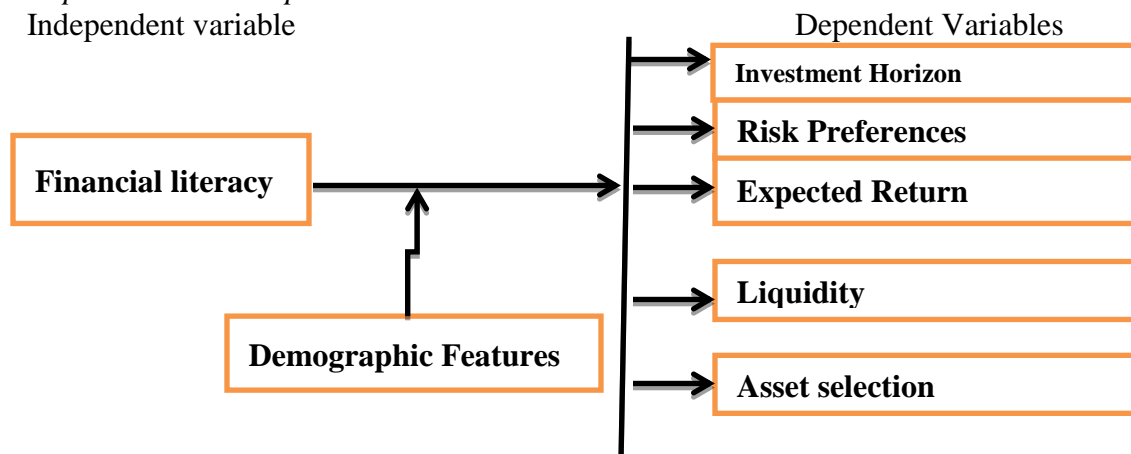 Independent variable
Dependent Variables
Investment Horizon
Risk Preferences
Financial literacy
Expected Return
Liquidity
Demographic Features
Asset selection